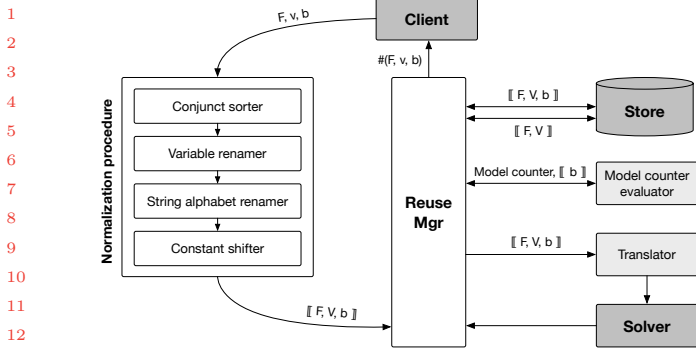 1
2
3
4
5
6
7
8
9
10
11
12
Client
F, v, b
#(F, v, b)
Normalization procedure
Conjunct sorter
Variable renamer
String alphabet renamer
Constant shifter
⟦ F, V, b ⟧
Reuse
Mgr
⟦ F, V, b ⟧
⟦ F, V ⟧
Store
Model counter, ⟦ b ⟧
Model counter
evaluator
⟦ F, V, b ⟧
Translator
Solver